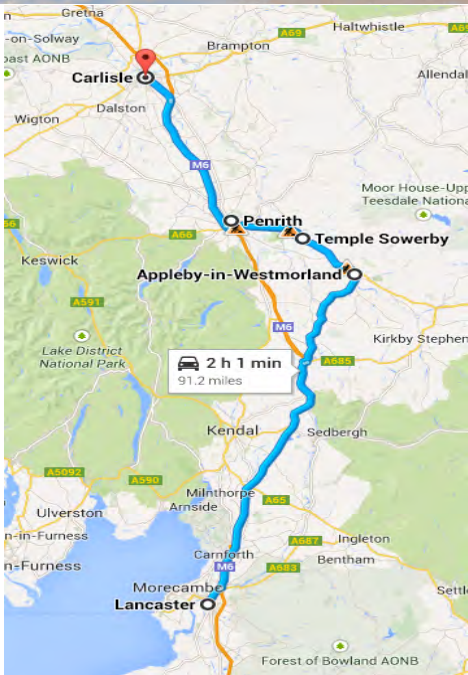 Gretna
-on-Solway
A69
Haltwhistle
A69
Brampton
oast AONB
Carlisle
Allendal
Dalston
Wigton
M6
Moor House-Upp
Teesdale Nationa
Penrith
66
A66
Temple Sowerby
Keswick
Appleby-in-Westmorland
A591
M6
Kirkby Stephen
Lake District
National Park
2 h 1 min
91.2 miles
A685
Kendal
Sedbergh
A5092
A590
Milnthorpe
Arnside
A65
Ulverston
n-in-Furness
A687
Ingleton
Carnforth
n-Furness
M6
A683
Bentham
Morecambe
Settl
Lancaster
Forest of Bowland AONB